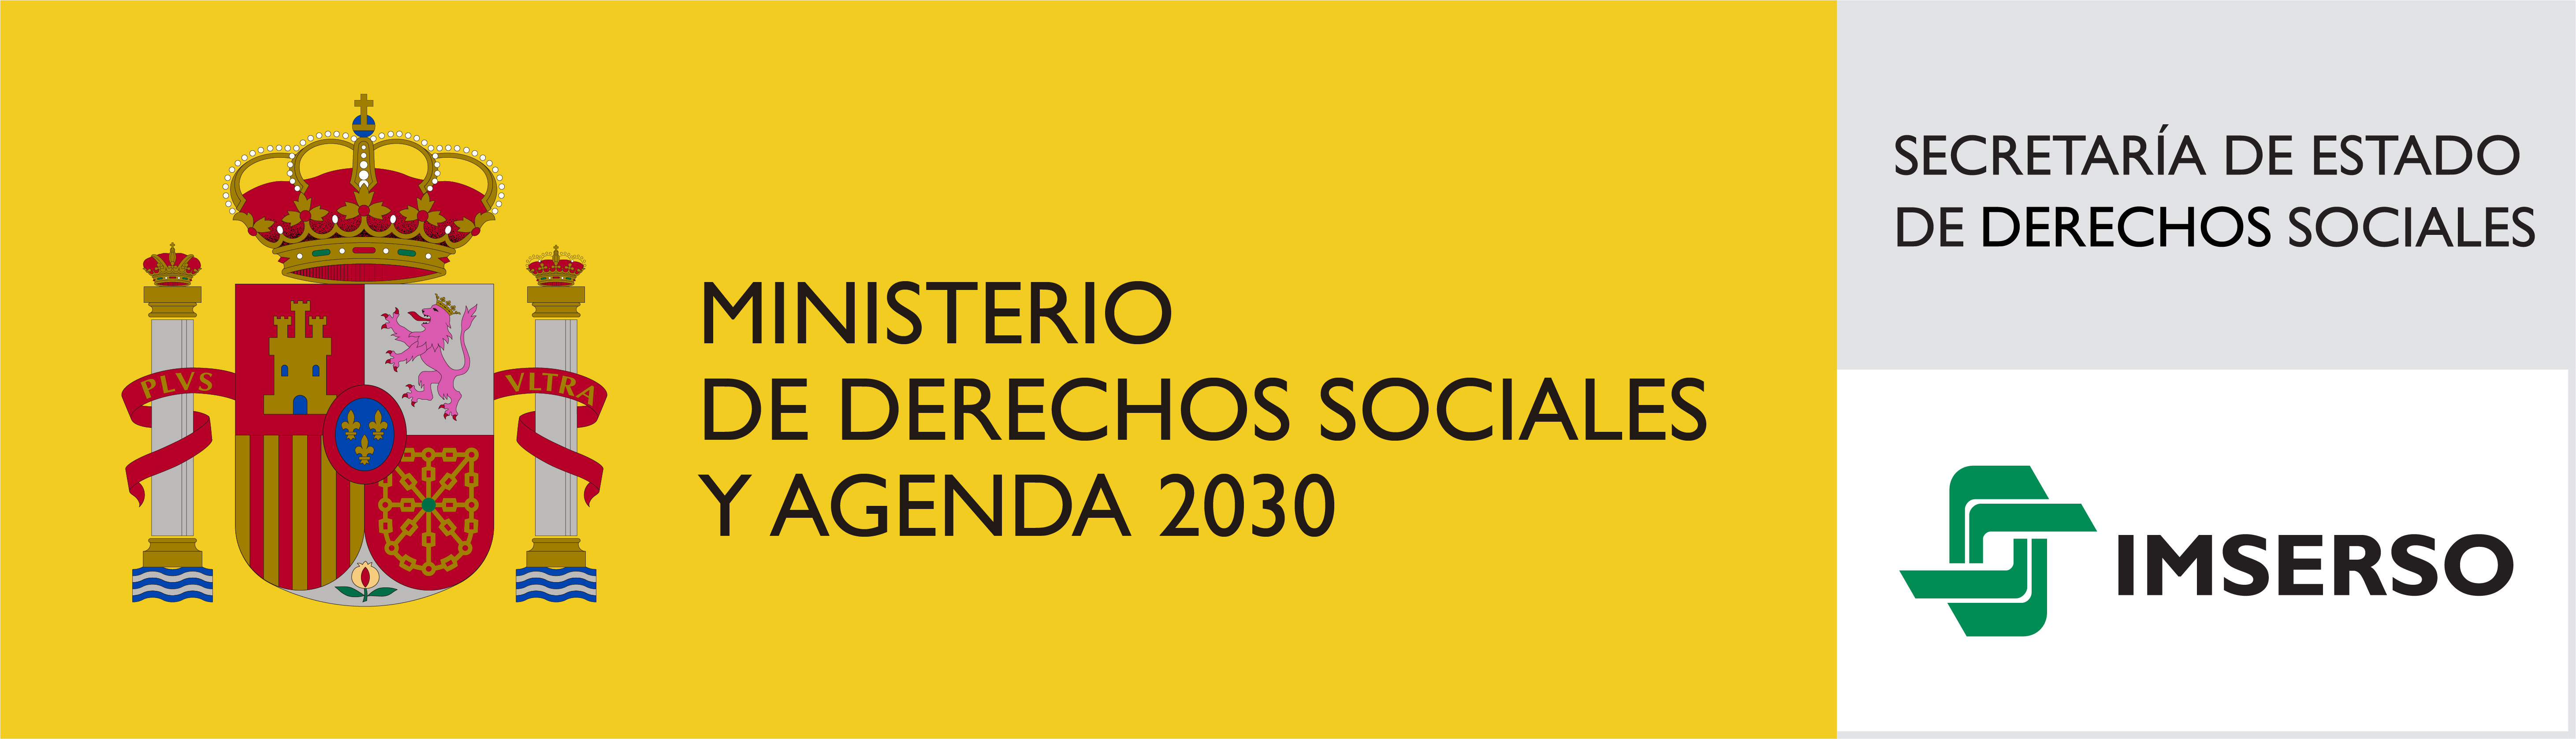 PLVS VLTRA
MINISTERIO
DE DERECHOS SOCIALES
Y AGENDA 2030
SECRETARÍA DE ESTADO
DE DERECHOS SOCIALES
IMSERSO